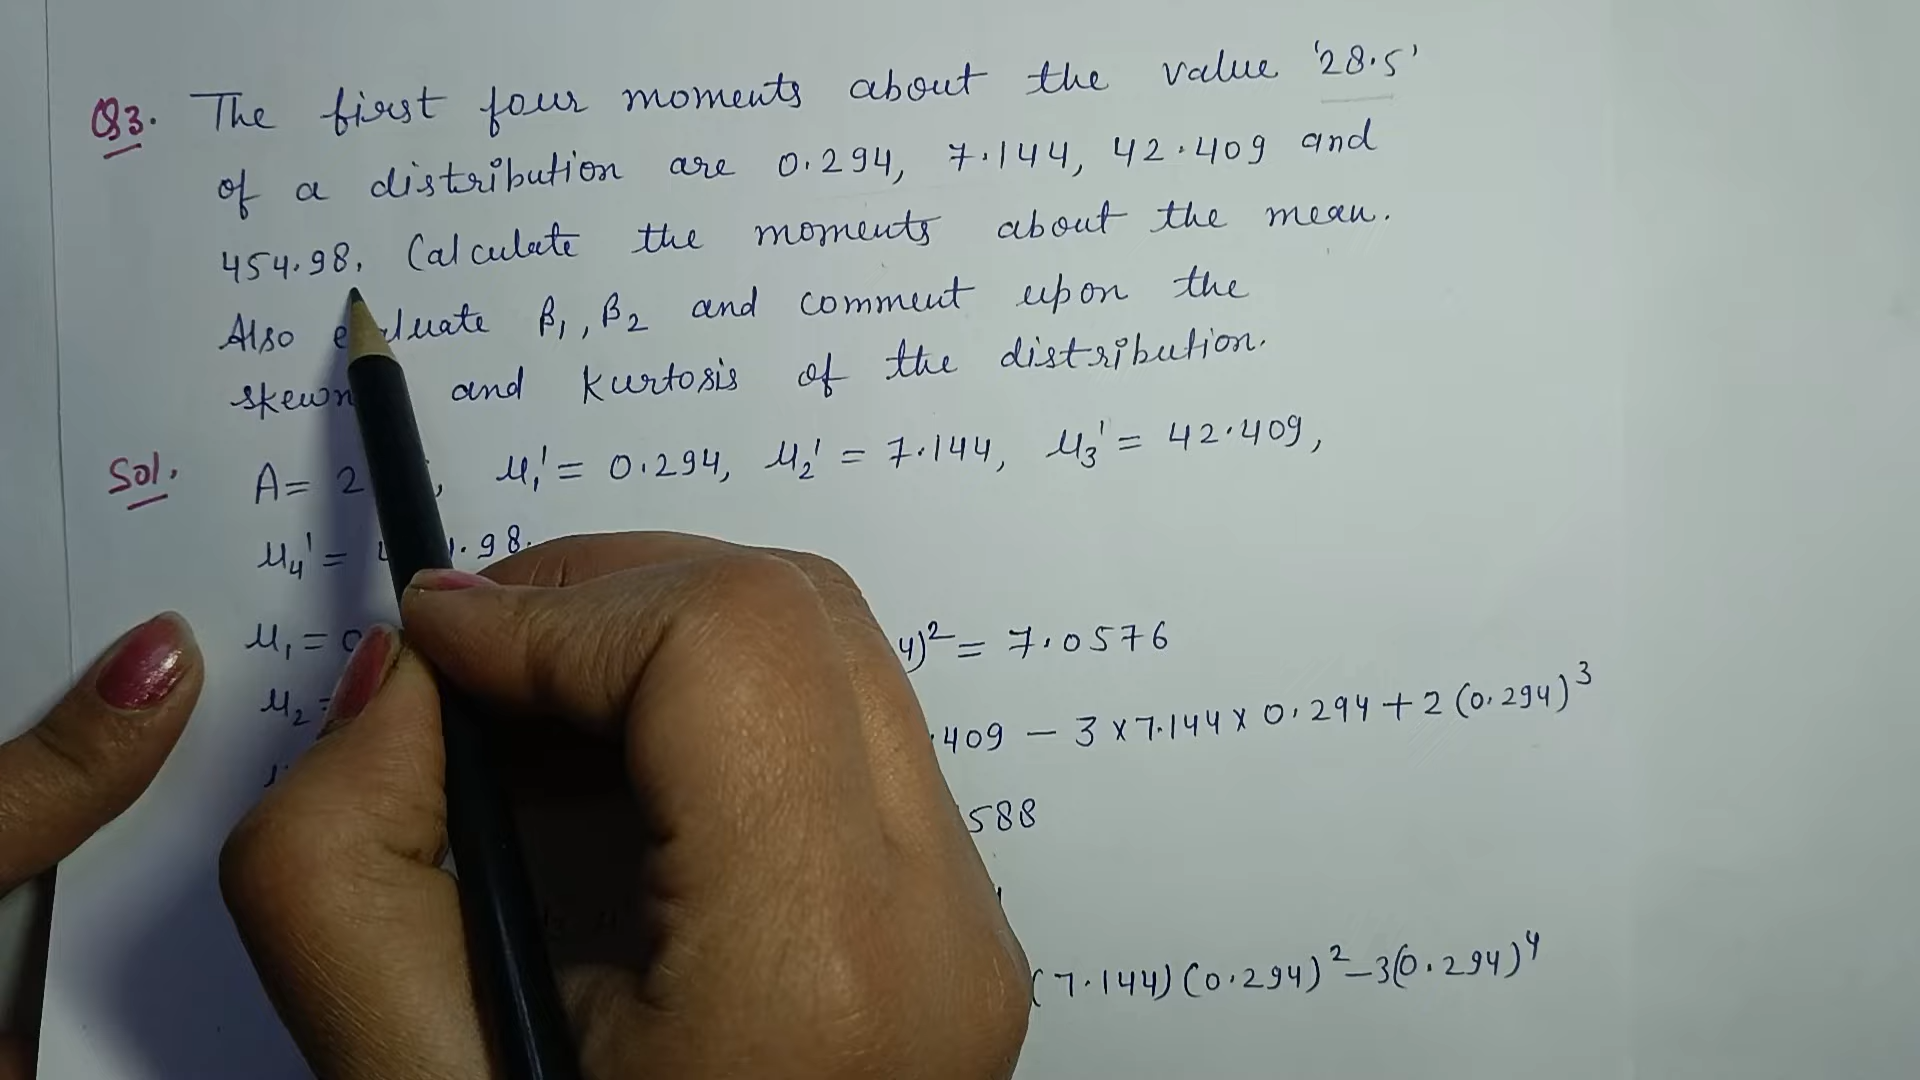 Q3. The first four moments about the value '28.5'
of a distribution are 0.294, 7.144, 42.409 and
454.98. Calculate the moments about the mean.
Also evaluate β₁, β₂ and comment upon the
skewn and kurtosis of the distribution.
Sol. A = 2 , μ₁' = 0.294, μ₂' = 7.144, μ₃' = 42.409,
μ₄' = 4 .98.
μ₁ = 0
4)² = 7.0576
μ₂ =
.409 - 3 × 7.144 × 0.294 + 2 (0.294)³
588
(7.144) (0.294)² - 3(0.294)⁴